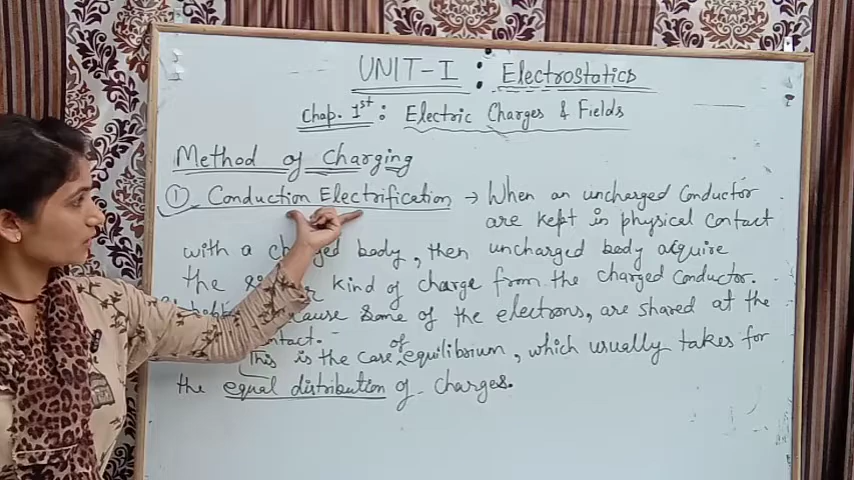 UNIT-I : Electrostatics
Chap. 1st : Electric Charges & Fields
Method of Charging
① Conduction Electrification → When an uncharged Conductor
are kept in physical contact
with a charged body, then uncharged body acquire
the kind of charge from the charged Conductor.
some of the electrons, are shared at the
This is the case of equilibrium, which usually takes for
the equal distribution of charges.